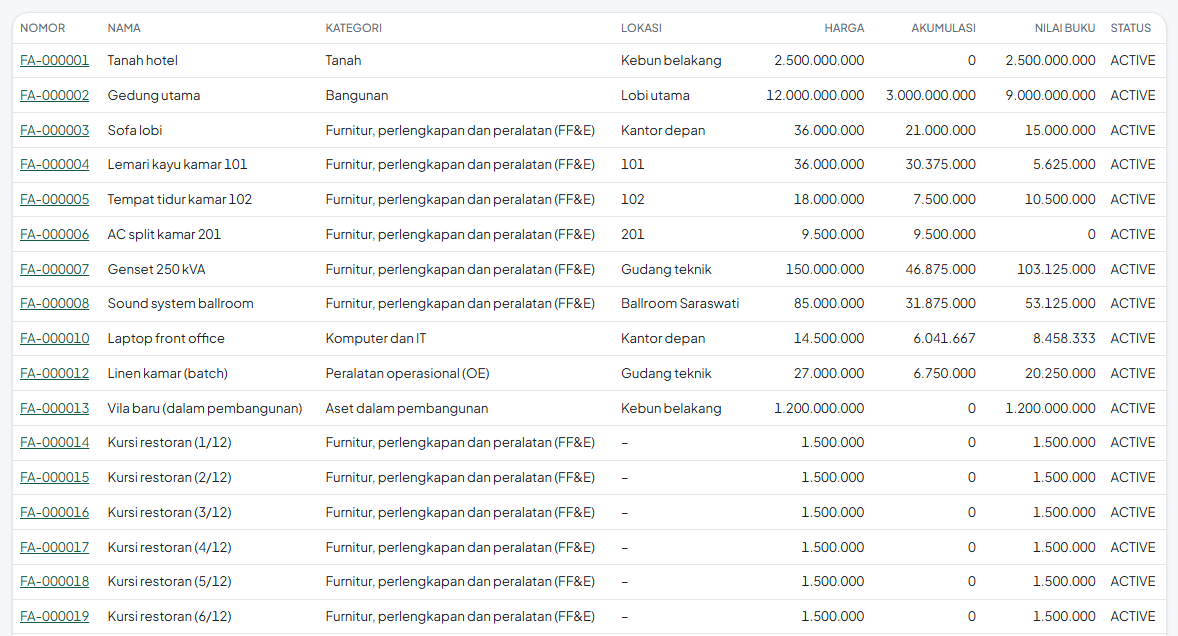 NOMOR NAMA KATEGORI LOKASI HARGA AKUMULASI NILAI BUKU STATUS
FA-000001 Tanah hotel Tanah Kebun belakang 2.500.000.000 0 2.500.000.000 ACTIVE
FA-000002 Gedung utama Bangunan Lobi utama 12.000.000.000 3.000.000.000 9.000.000.000 ACTIVE
FA-000003 Sofa lobi Furnitur, perlengkapan dan peralatan (FF&E) Kantor depan 36.000.000 21.000.000 15.000.000 ACTIVE
FA-000004 Lemari kayu kamar 101 Furnitur, perlengkapan dan peralatan (FF&E) 101 36.000.000 30.375.000 5.625.000 ACTIVE
FA-000005 Tempat tidur kamar 102 Furnitur, perlengkapan dan peralatan (FF&E) 102 18.000.000 7.500.000 10.500.000 ACTIVE
FA-000006 AC split kamar 201 Furnitur, perlengkapan dan peralatan (FF&E) 201 9.500.000 9.500.000 0 ACTIVE
FA-000007 Genset 250 kVA Furnitur, perlengkapan dan peralatan (FF&E) Gudang teknik 150.000.000 46.875.000 103.125.000 ACTIVE
FA-000008 Sound system ballroom Furnitur, perlengkapan dan peralatan (FF&E) Ballroom Saraswati 85.000.000 31.875.000 53.125.000 ACTIVE
FA-000010 Laptop front office Komputer dan IT Kantor depan 14.500.000 6.041.667 8.458.333 ACTIVE
FA-000012 Linen kamar (batch) Peralatan operasional (OE) Gudang teknik 27.000.000 6.750.000 20.250.000 ACTIVE
FA-000013 Vila baru (dalam pembangunan) Aset dalam pembangunan Kebun belakang 1.200.000.000 0 1.200.000.000 ACTIVE
FA-000014 Kursi restoran (1/12) Furnitur, perlengkapan dan peralatan (FF&E) – 1.500.000 0 1.500.000 ACTIVE
FA-000015 Kursi restoran (2/12) Furnitur, perlengkapan dan peralatan (FF&E) – 1.500.000 0 1.500.000 ACTIVE
FA-000016 Kursi restoran (3/12) Furnitur, perlengkapan dan peralatan (FF&E) – 1.500.000 0 1.500.000 ACTIVE
FA-000017 Kursi restoran (4/12) Furnitur, perlengkapan dan peralatan (FF&E) – 1.500.000 0 1.500.000 ACTIVE
FA-000018 Kursi restoran (5/12) Furnitur, perlengkapan dan peralatan (FF&E) – 1.500.000 0 1.500.000 ACTIVE
FA-000019 Kursi restoran (6/12) Furnitur, perlengkapan dan peralatan (FF&E) – 1.500.000 0 1.500.000 ACTIVE